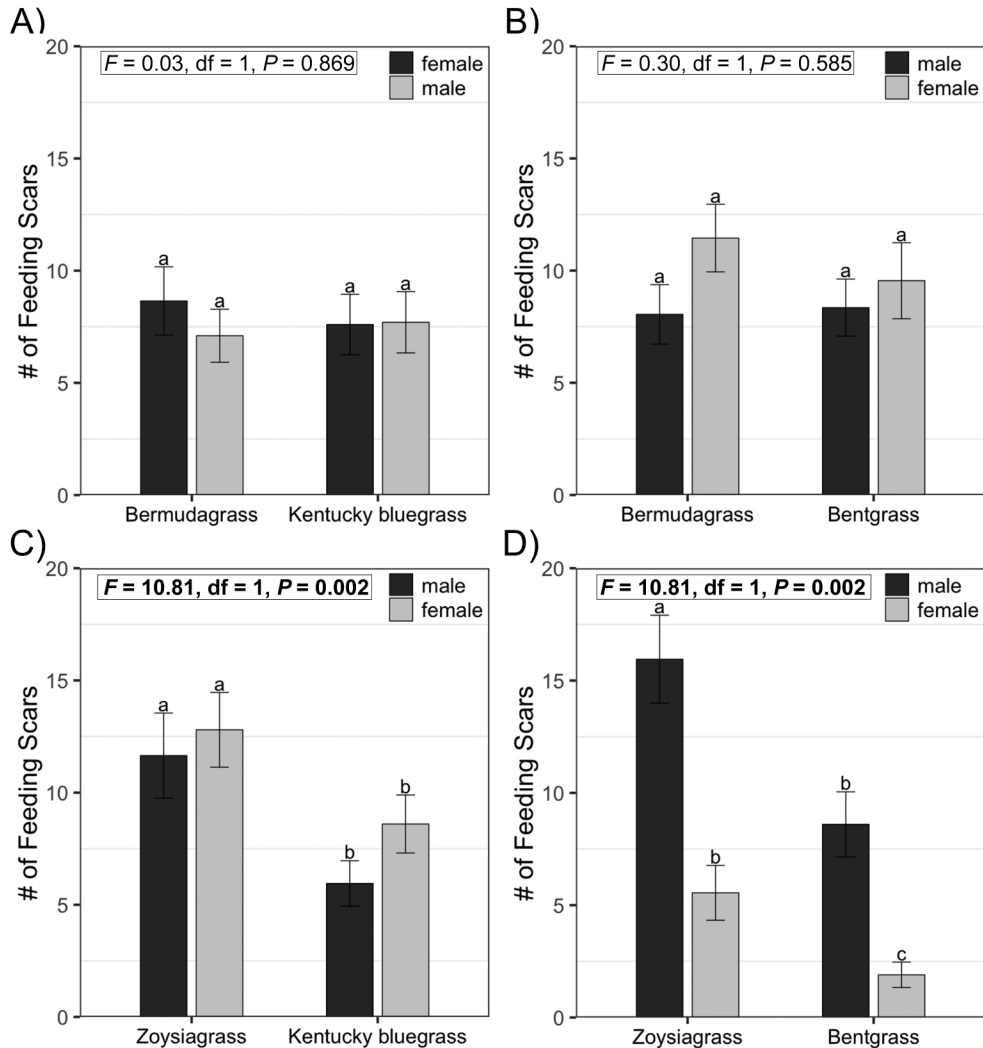 A)
F = 0.03, df = 1, P = 0.869
female
male
# of Feeding Scars
20
15
10
5
0
a
a
a
a
Bermudagrass
Kentucky bluegrass
B)
F = 0.30, df = 1, P = 0.585
male
female
# of Feeding Scars
20
15
10
5
0
a
a
a
a
Bermudagrass
Bentgrass
C)
F = 10.81, df = 1, P = 0.002
male
female
# of Feeding Scars
20
15
10
5
0
a
a
b
b
Zoysiagrass
Kentucky bluegrass
D)
F = 10.81, df = 1, P = 0.002
male
female
# of Feeding Scars
20
15
10
5
0
a
b
b
c
Zoysiagrass
Bentgrass